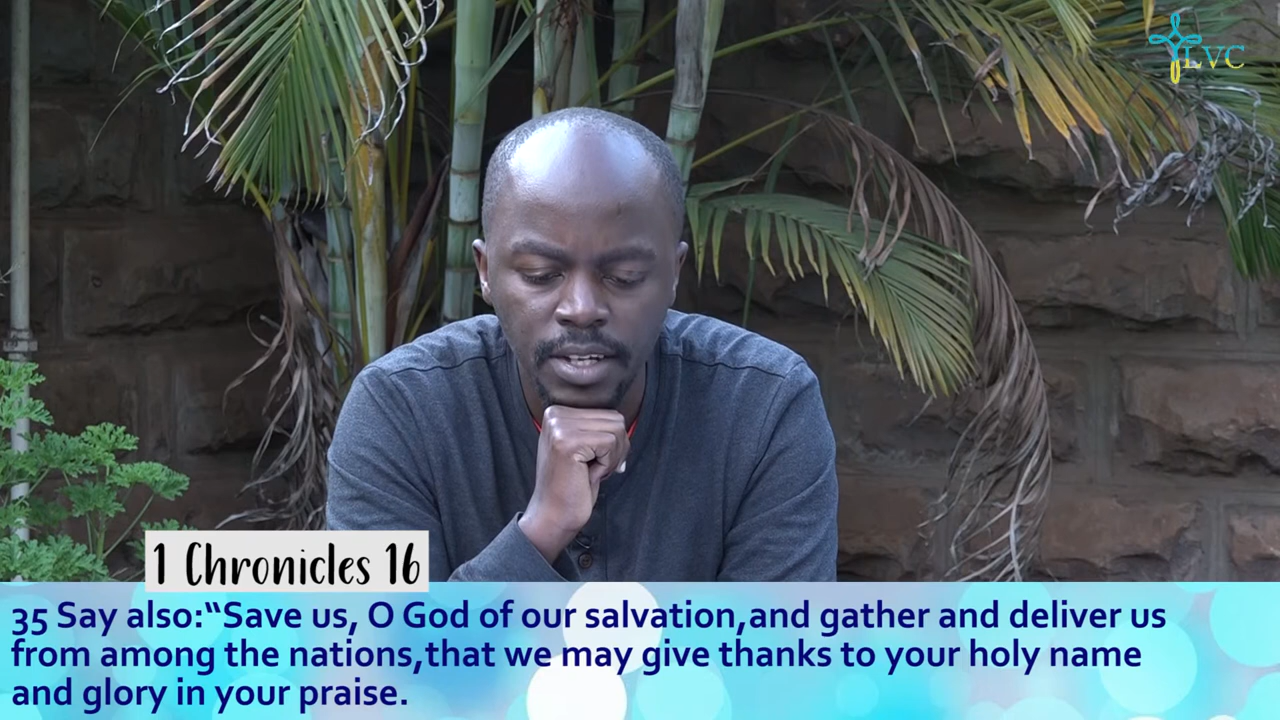 LVC
1 Chronicles 16
35 Say also:“Save us, O God of our salvation,and gather and deliver us
from among the nations,that we may give thanks to your holy name
and glory in your praise.